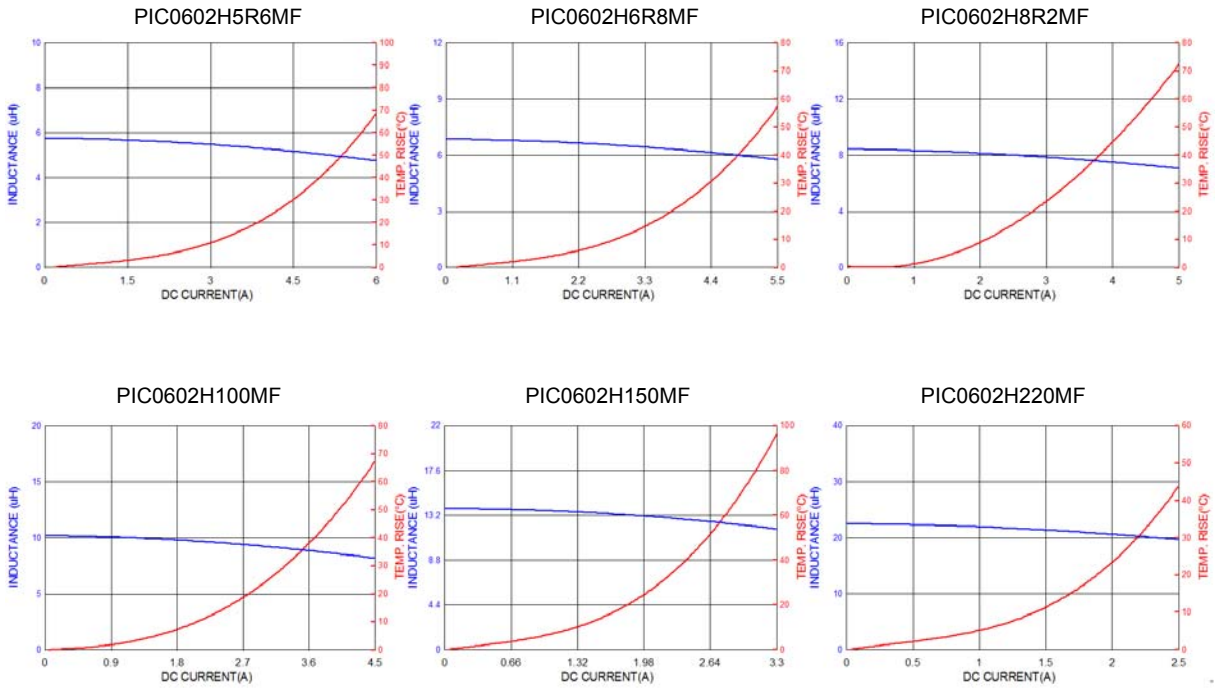 PIC0602H5R6MF
PIC0602H6R8MF
PIC0602H8R2MF
10
8
6
4
2
0
INDUCTANCE (uH)
100
90
80
70
60
50
40
30
20
10
0
TEMP. RISE(°C)
0 1.5 3 4.5 6
DC CURRENT(A)
12
9
6
3
0
INDUCTANCE (uH)
80
70
60
50
40
30
20
10
0
TEMP. RISE(°C)
0 1.1 2.2 3.3 4.4 5.5
DC CURRENT(A)
16
12
8
4
0
INDUCTANCE (uH)
80
70
60
50
40
30
20
10
0
TEMP. RISE(°C)
0 1 2 3 4 5
DC CURRENT(A)
PIC0602H100MF
PIC0602H150MF
PIC0602H220MF
20
15
10
5
0
INDUCTANCE (uH)
80
70
60
50
40
30
20
10
0
TEMP. RISE(°C)
0 0.9 1.8 2.7 3.6 4.5
DC CURRENT(A)
22
17.6
13.2
8.8
4.4
0
INDUCTANCE (uH)
100
80
60
40
20
0
TEMP. RISE(°C)
0 0.66 1.32 1.98 2.64 3.3
DC CURRENT(A)
40
30
20
10
0
INDUCTANCE (uH)
60
50
40
30
20
10
0
TEMP. RISE(°C)
0 0.5 1 1.5 2 2.5
DC CURRENT(A)